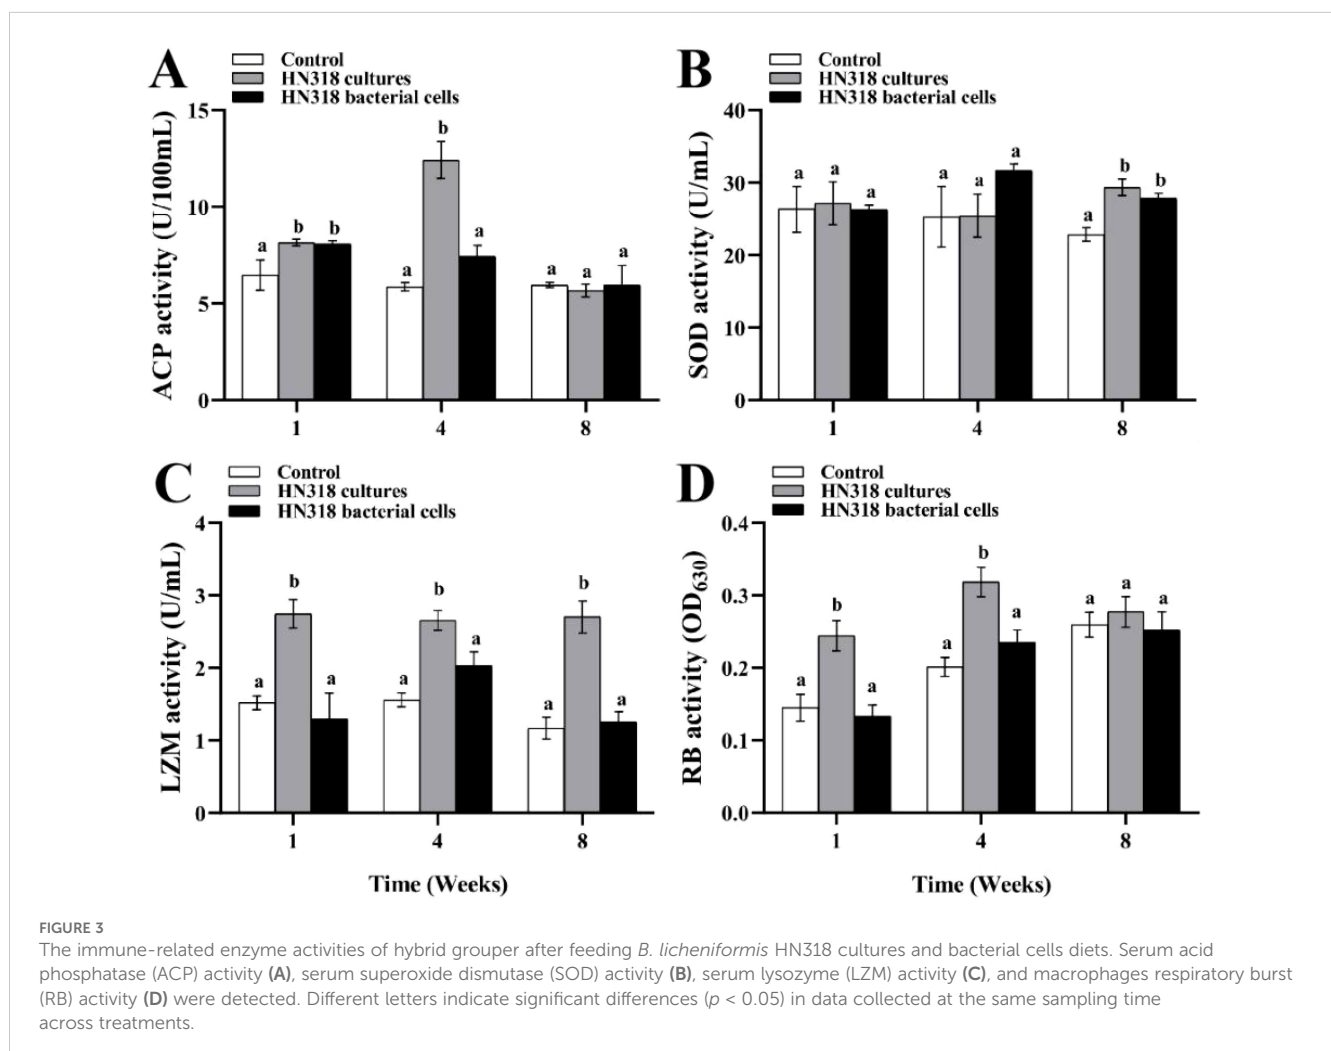 A
Control
HN318 cultures
HN318 bacterial cells
ACP activity (U/100mL)
15
10
5
0
a
b
b
a
b
a
a
a
a
1
4
8
B
Control
HN318 cultures
HN318 bacterial cells
SOD activity (U/mL)
40
30
20
10
0
a
a
a
a
a
a
a
b
b
1
4
8
C
Control
HN318 cultures
HN318 bacterial cells
LZM activity (U/mL)
4
3
2
1
0
a
b
a
a
b
a
a
b
a
1
4
8
Time (Weeks)
D
Control
HN318 cultures
HN318 bacterial cells
RB activity (OD630)
0.4
0.3
0.2
0.1
0.0
a
b
a
a
b
a
a
a
a
1
4
8
Time (Weeks)
FIGURE 3
The immune-related enzyme activities of hybrid grouper after feeding B. licheniformis HN318 cultures and bacterial cells diets. Serum acid
phosphatase (ACP) activity (A), serum superoxide dismutase (SOD) activity (B), serum lysozyme (LZM) activity (C), and macrophages respiratory burst
(RB) activity (D) were detected. Different letters indicate significant differences (p < 0.05) in data collected at the same sampling time
across treatments.